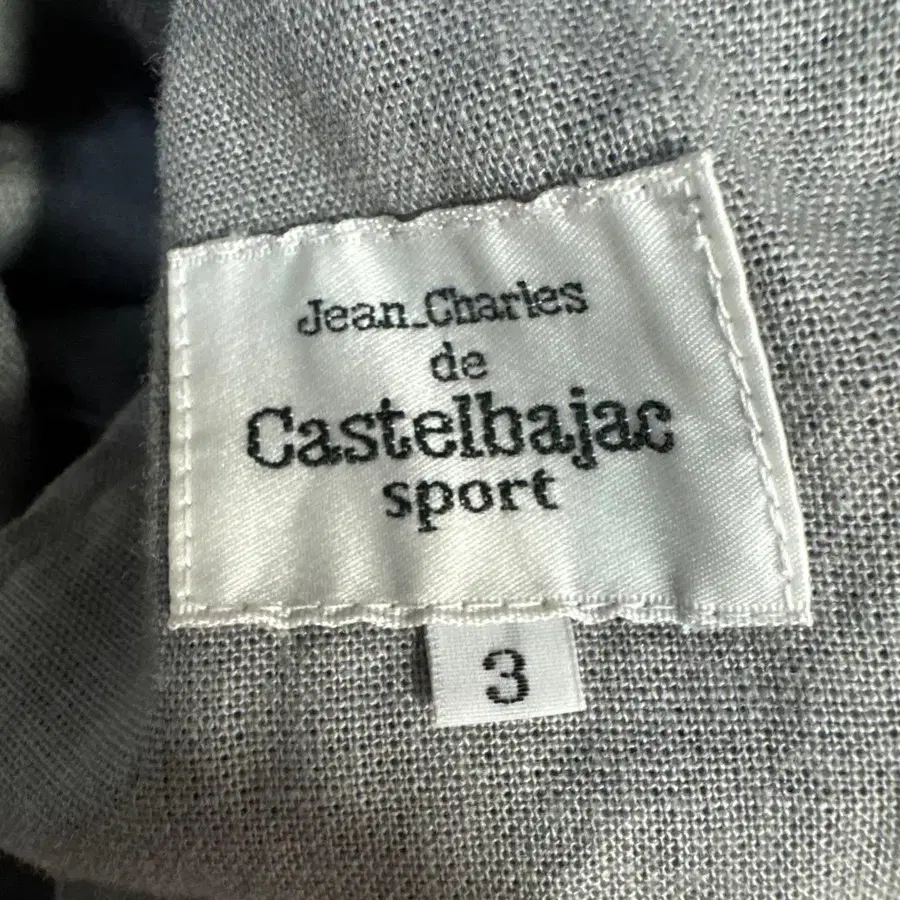 Jean_Charles
de
Castelbajac
sport
3